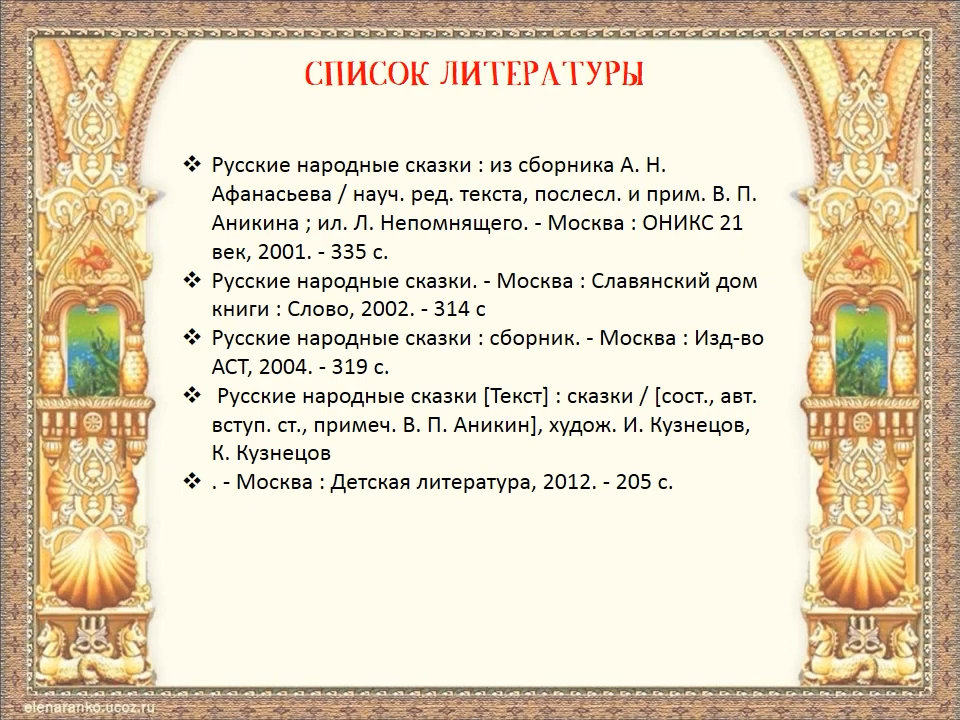 СПИСОК ЛИТЕРАТУРЫ
❖ Русские народные сказки : из сборника А. Н.
Афанасьева / науч. ред. текста, послесл. и прим. В. П.
Аникина ; ил. Л. Непомнящего. - Москва : ОНИКС 21
век, 2001. - 335 с.
❖ Русские народные сказки. - Москва : Славянский дом
книги : Слово, 2002. - 314 с
❖ Русские народные сказки : сборник. - Москва : Изд-во
АСТ, 2004. - 319 с.
❖ Русские народные сказки [Текст] : сказки / [сост., авт.
вступ. ст., примеч. В. П. Аникин], худож. И. Кузнецов,
К. Кузнецов
❖ . - Москва : Детская литература, 2012. - 205 с.
elenaranko.ucoz.ru